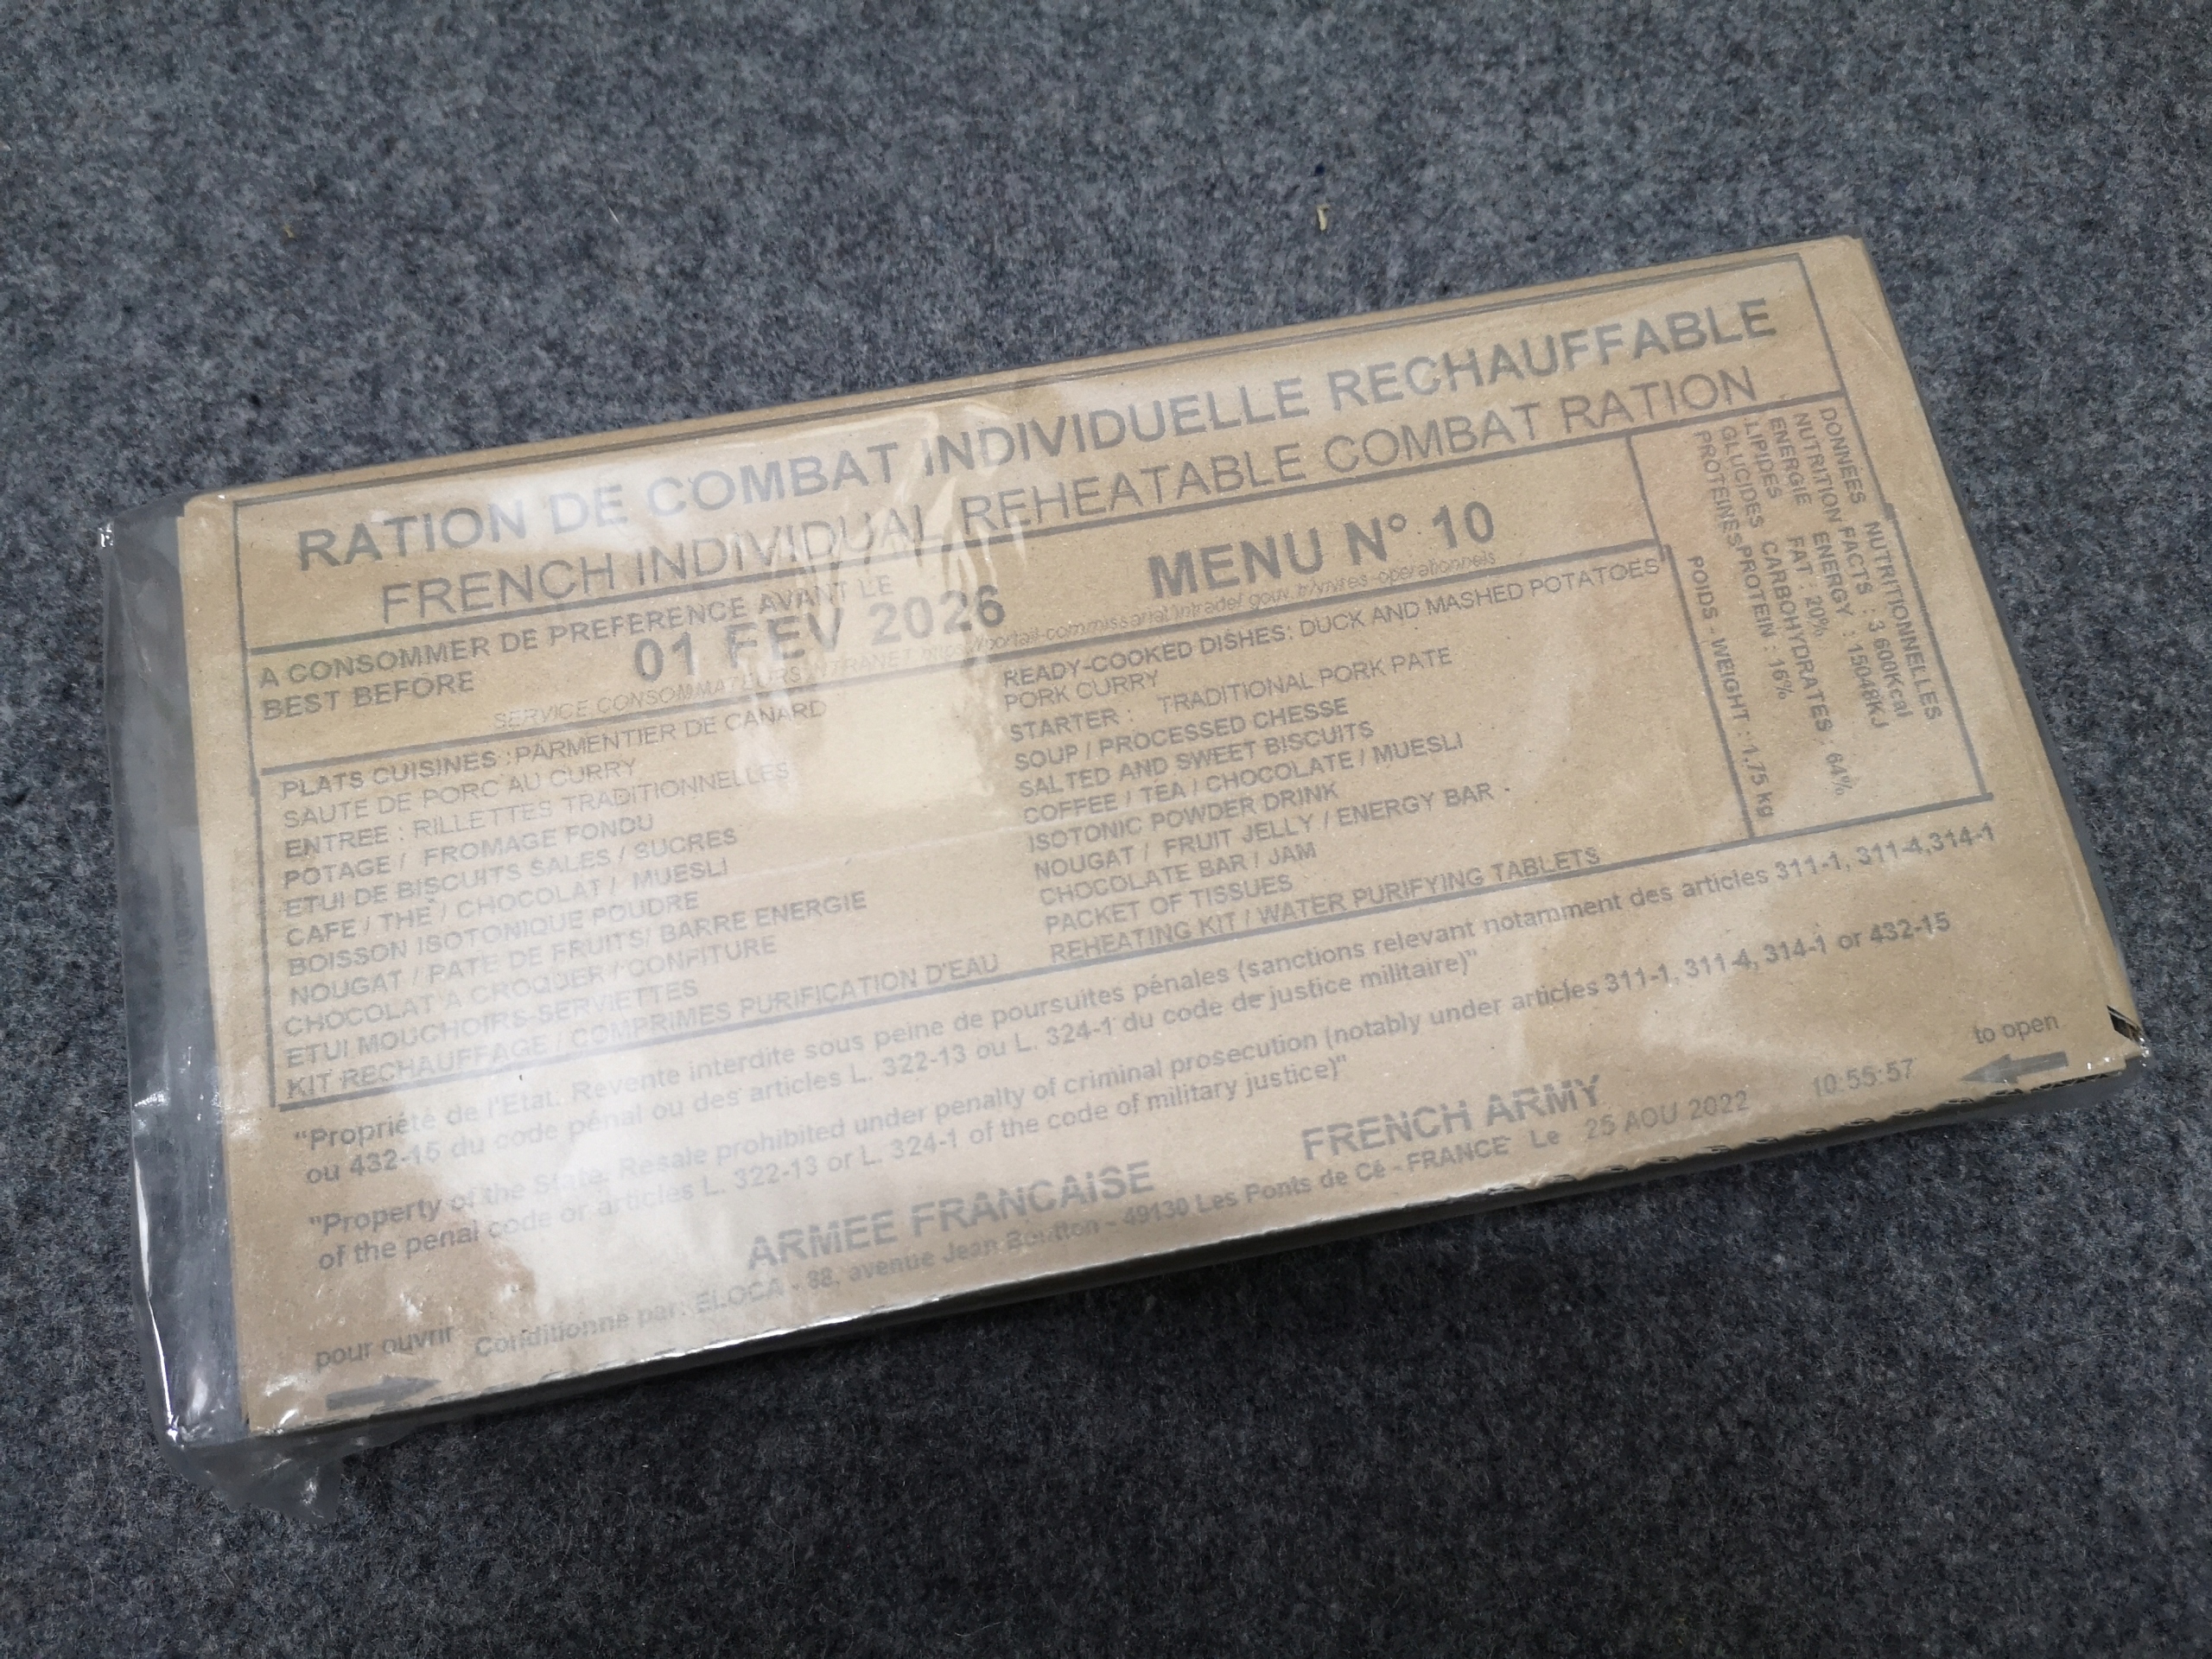 RATION DE COMBAT INDIVIDUELLE RECHAUFFABLE
FRENCH INDIVIDUAL REHEATABLE COMBAT RATION
A CONSOMMER DE PREFERENCE AVANT LE
BEST BEFORE
01 FEV 2026
MENU N° 10
SERVICE CONSOMMATEURS INTRANET
PLATS CUISINES : PARMENTIER DE CANARD
SAUTE DE PORC AU CURRY
ENTREE : RILLETTES TRADITIONNELLES
POTAGE / FROMAGE FONDU
ETUI DE BISCUITS SALES / SUCRES
CAFE / THE / CHOCOLAT / MUESLI
BOISSON ISOTONIQUE POUDRE
NOUGAT / PATE DE FRUITS/ BARRE ENERGIE
CHOCOLAT A CROQUER / CONFITURE
ETUI MOUCHOIRS-SERVIETTES
KIT RECHAUFFAGE / COMPRIMES PURIFICATION D'EAU
READY-COOKED DISHES: DUCK AND MASHED POTATOES
PORK CURRY
STARTER : TRADITIONAL PORK PATE
SOUP / PROCESSED CHESSE
SALTED AND SWEET BISCUITS
COFFEE / TEA / CHOCOLATE / MUESLI
ISOTONIC POWDER DRINK
NOUGAT / FRUIT JELLY / ENERGY BAR
CHOCOLATE BAR / JAM
PACKET OF TISSUES
REHEATING KIT / WATER PURIFYING TABLETS
DONNEES NUTRITIONNELLES
NUTRITION FACTS : 3 600Kcal
ENERGIE ENERGY : 15048KJ
LIPIDES FAT : 20%
GLUCIDES CARBOHYDRATES : 64%
PROTEINES PROTEIN : 16%
POIDS - WEIGHT : 1.75 kg
"Propriété de l'Etat. Revente interdite sous peine de poursuites pénales (sanctions relevant notamment des articles 311-1, 311-4,314-1
ou 432-15 du code pénal ou des articles L. 322-13 ou L. 324-1 du code de justice militaire)"
"Property of the State. Resale prohibited under penalty of criminal prosecution (notably under articles 311-1, 311-4, 314-1 or 432-15
of the penal code or articles L. 322-13 or L. 324-1 of the code of military justice)"
ARMEE FRANCAISE FRENCH ARMY
pour ouvrir Conditionné par: ELOCA - 88, avenue Jean Boutton - 49130 Les Ponts de Cé - FRANCE Le 25 AOU 2022 10:55:57 to open